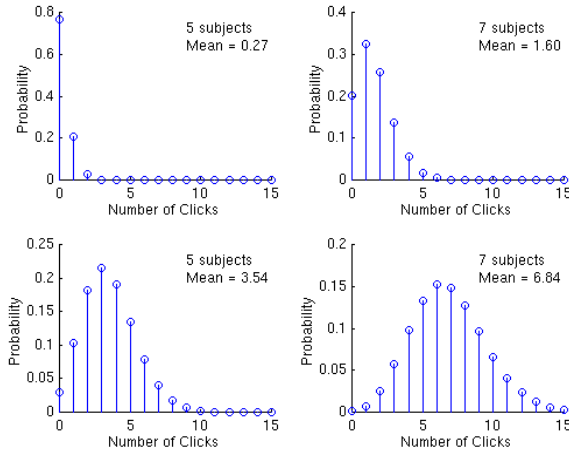 5 subjects
Mean = 0.27
0.8
0.6
0.4
0.2
0
Probability
0 5 10 15
Number of Clicks
7 subjects
Mean = 1.60
0.4
0.3
0.2
0.1
0
Probability
0 5 10 15
Number of Clicks
5 subjects
Mean = 3.54
0.25
0.2
0.15
0.1
0.05
0
Probability
0 5 10 15
Number of Clicks
7 subjects
Mean = 6.84
0.2
0.15
0.1
0.05
0
Probability
0 5 10 15
Number of Clicks